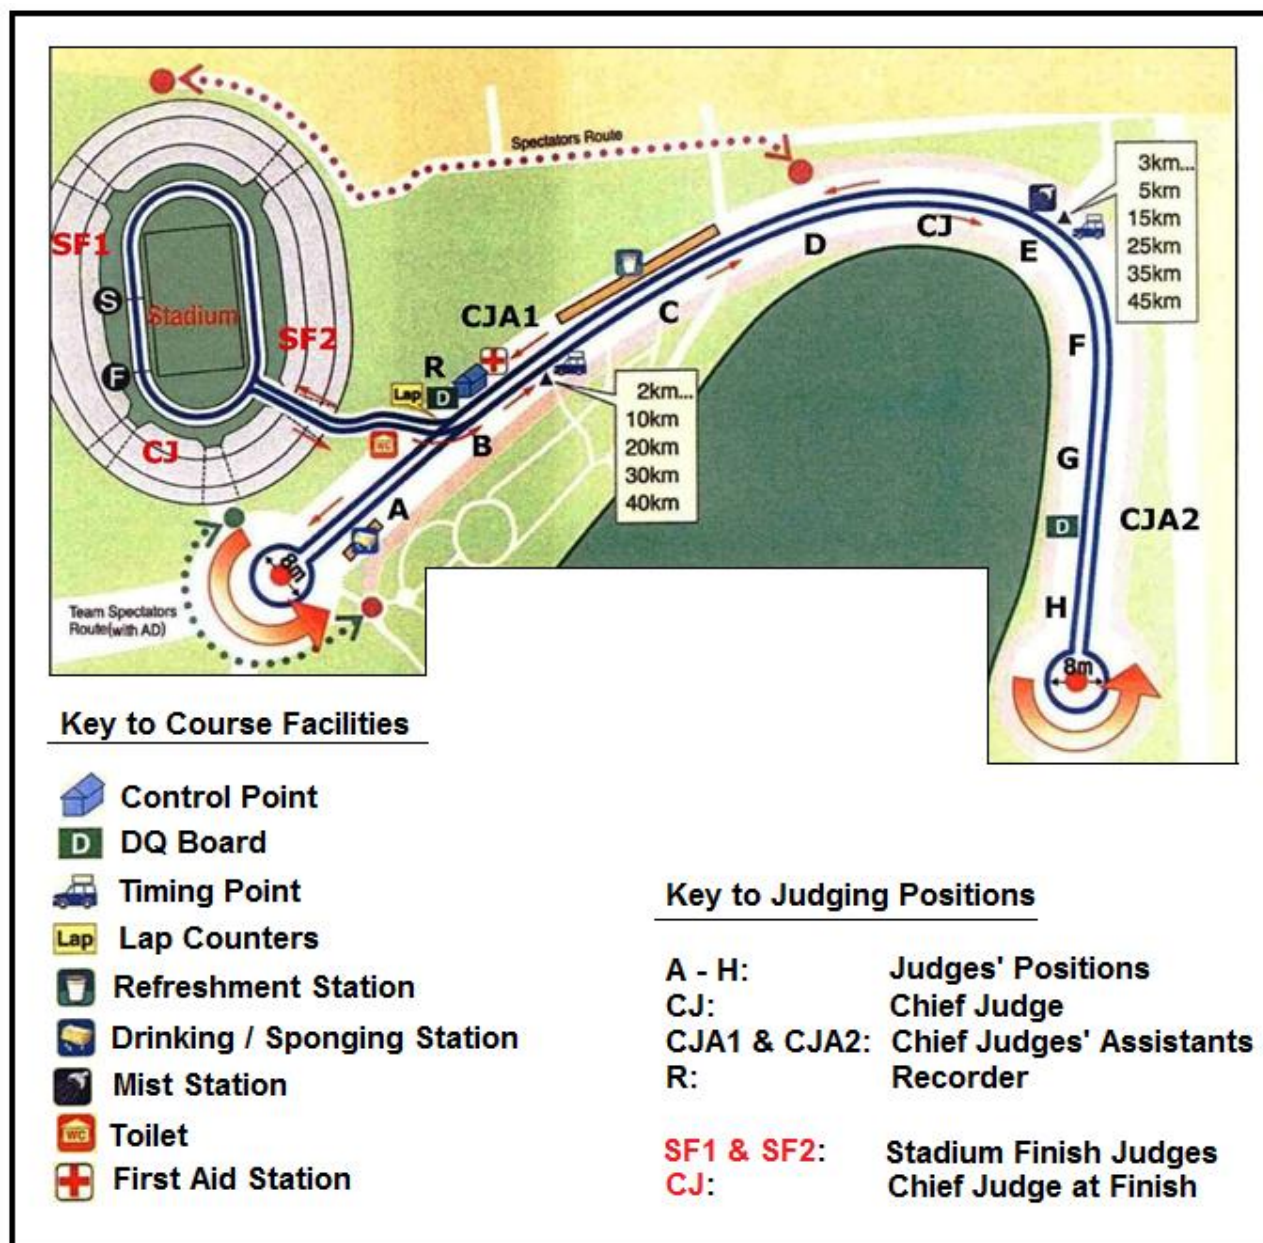 Spectators Route
3km...
5km
15km
25km
35km
45km
SF1
S
Stadium
F
SF2
CJ
CJA1
R
D
Lap
WC
2km...
10km
20km
30km
40km
A
B
C
D
CJ
E
F
G
D
CJA2
H
8m
8m
Team Spectators
Route(with AD)
Key to Course Facilities
Control Point
D DQ Board
Timing Point
Lap Lap Counters
Refreshment Station
Drinking / Sponging Station
Mist Station
WC Toilet
First Aid Station
Key to Judging Positions
A - H: Judges' Positions
CJ: Chief Judge
CJA1 & CJA2: Chief Judges' Assistants
R: Recorder
SF1 & SF2: Stadium Finish Judges
CJ: Chief Judge at Finish